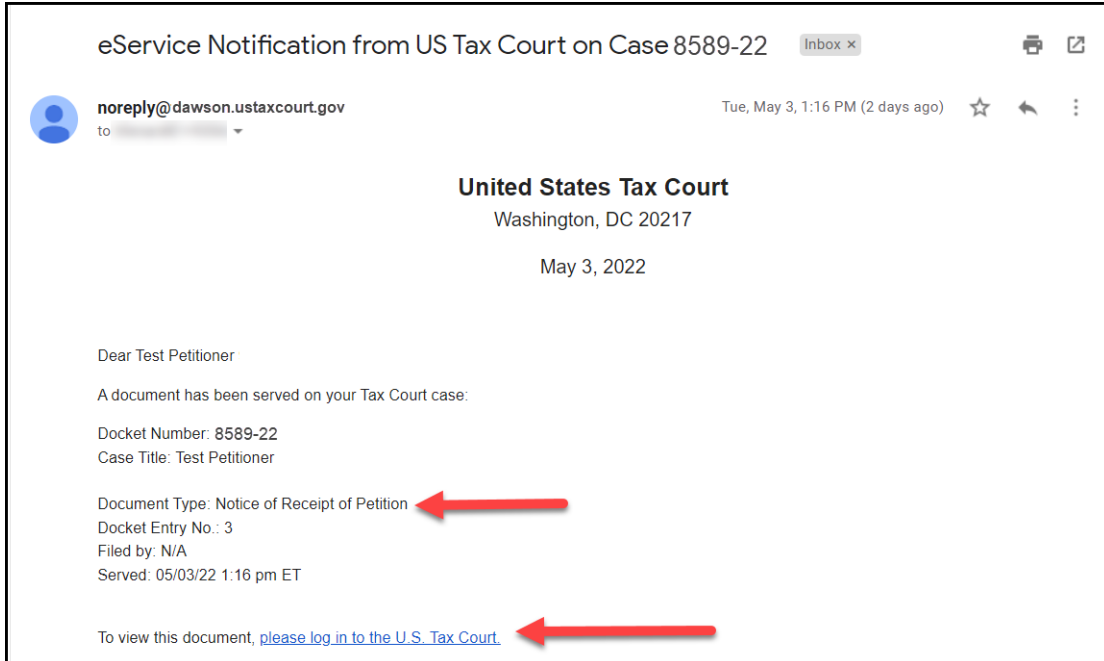 eService Notification from US Tax Court on Case 8589-22 Inbox ×
noreply@dawson.ustaxcourt.gov Tue, May 3, 1:16 PM (2 days ago)
to
United States Tax Court
Washington, DC 20217
May 3, 2022
Dear Test Petitioner
A document has been served on your Tax Court case:
Docket Number: 8589-22
Case Title: Test Petitioner
Document Type: Notice of Receipt of Petition
Docket Entry No.: 3
Filed by: N/A
Served: 05/03/22 1:16 pm ET
To view this document, please log in to the U.S. Tax Court.